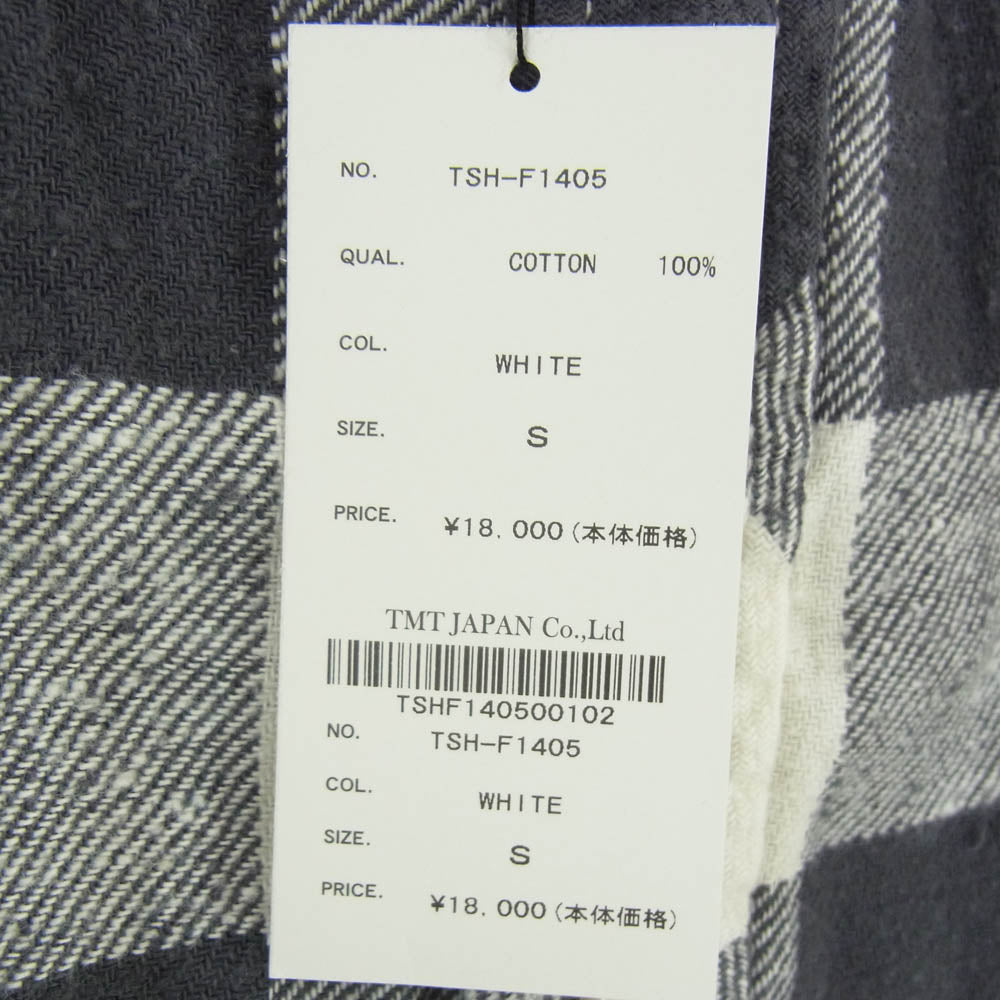 NO. TSH-F1405
QUAL. COTTON 100%
COL. WHITE
SIZE. S
PRICE. ¥18.000(本体価格)
TMT JAPAN Co.,Ltd
TSHF140500102
NO. TSH-F1405
COL. WHITE
SIZE. S
PRICE. ¥18.000(本体価格)